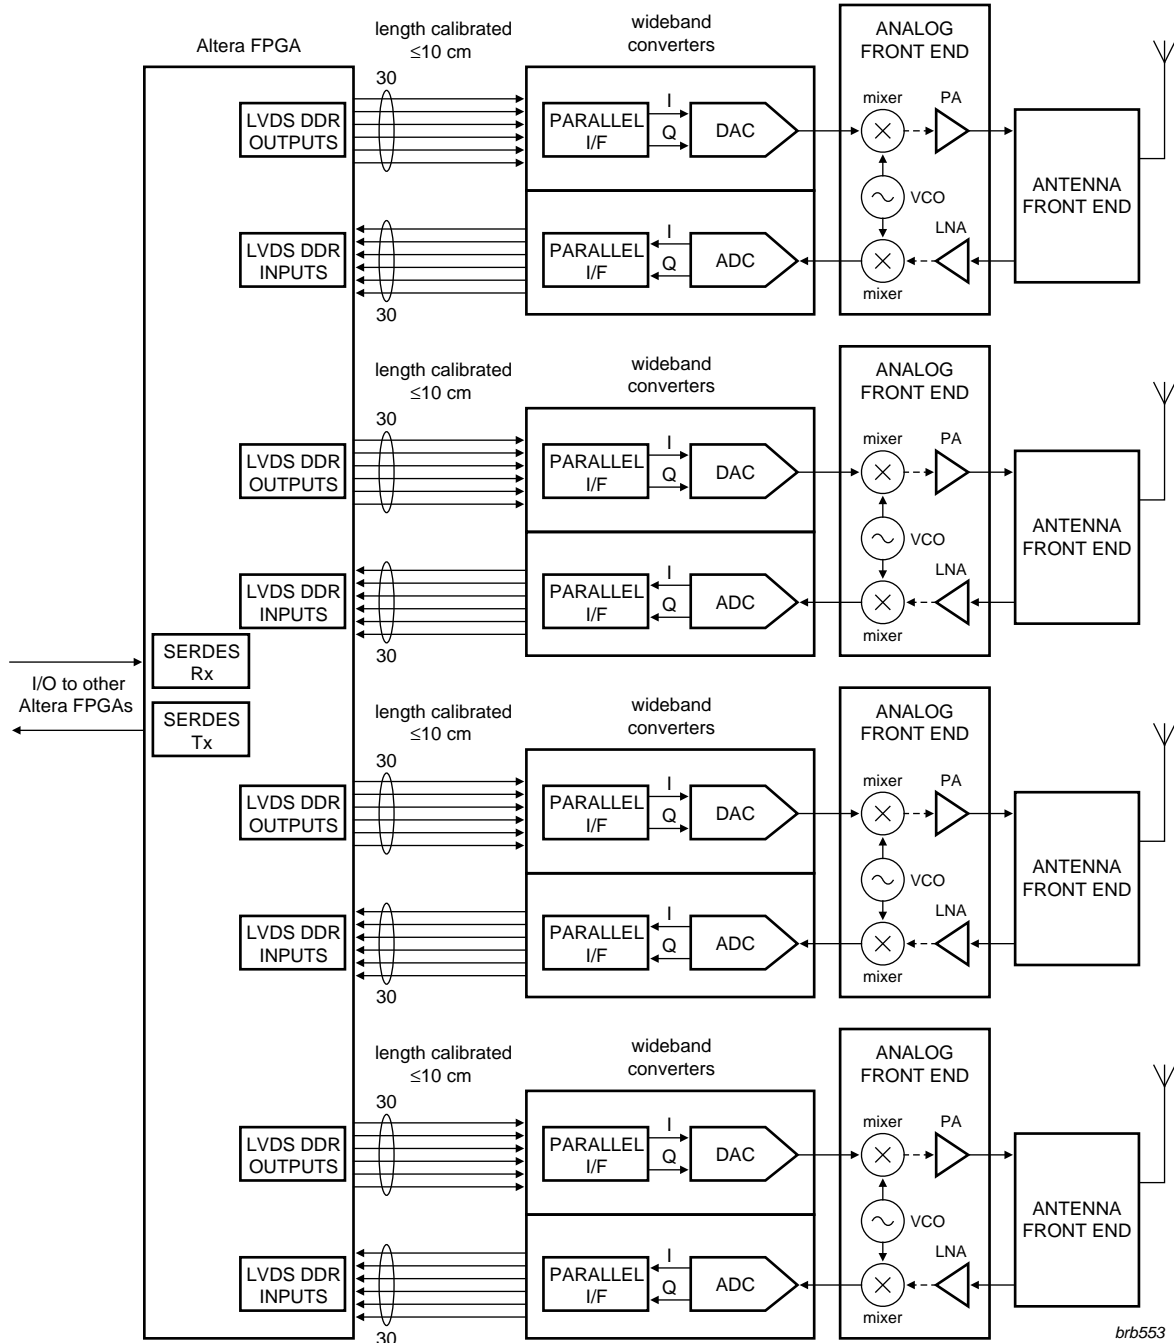 Altera FPGA
length calibrated
≤10 cm
wideband
converters
ANALOG
FRONT END
30
LVDS DDR
OUTPUTS
PARALLEL
I/F
I
Q
DAC
mixer
PA
VCO
ANTENNA
FRONT END
LVDS DDR
INPUTS
30
PARALLEL
I/F
I
Q
ADC
mixer
LNA
length calibrated
≤10 cm
wideband
converters
ANALOG
FRONT END
30
LVDS DDR
OUTPUTS
PARALLEL
I/F
I
Q
DAC
mixer
PA
VCO
ANTENNA
FRONT END
LVDS DDR
INPUTS
30
PARALLEL
I/F
I
Q
ADC
mixer
LNA
SERDES
Rx
I/O to other
Altera FPGAs
SERDES
Tx
length calibrated
≤10 cm
wideband
converters
ANALOG
FRONT END
30
LVDS DDR
OUTPUTS
PARALLEL
I/F
I
Q
DAC
mixer
PA
VCO
ANTENNA
FRONT END
LVDS DDR
INPUTS
30
PARALLEL
I/F
I
Q
ADC
mixer
LNA
length calibrated
≤10 cm
wideband
converters
ANALOG
FRONT END
30
LVDS DDR
OUTPUTS
PARALLEL
I/F
I
Q
DAC
mixer
PA
VCO
ANTENNA
FRONT END
LVDS DDR
INPUTS
30
PARALLEL
I/F
I
Q
ADC
mixer
LNA
brb553